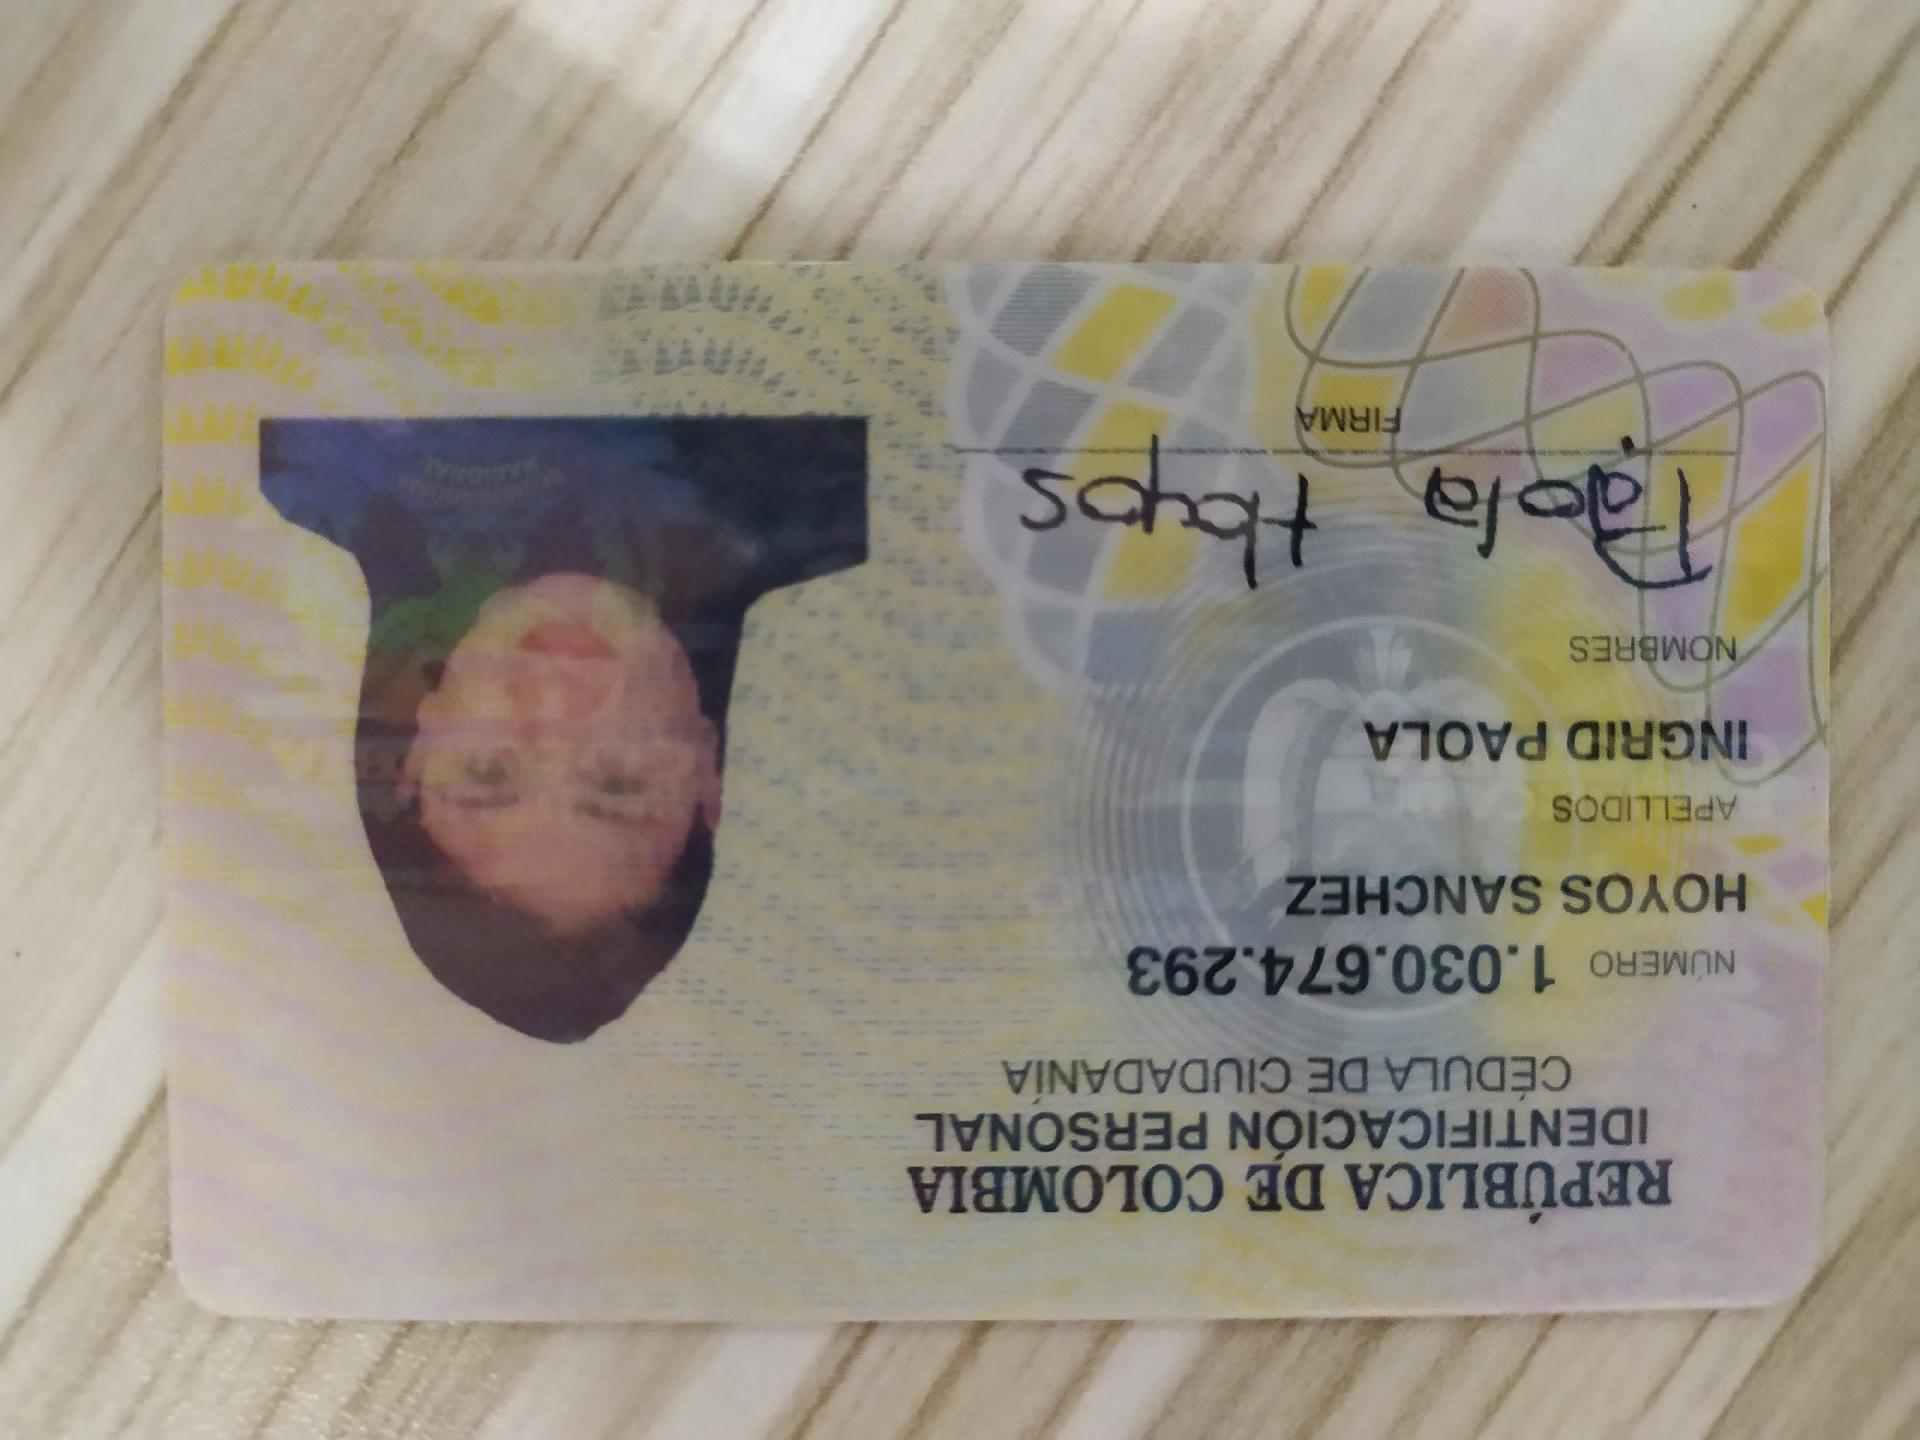 REPÚBLICA DE COLOMBIA
IDENTIFICACIÓN PERSONAL
CÉDULA DE CIUDADANÍA
NÚMERO 1.030.674.293
HOYOS SANCHEZ
APELLIDOS
INGRID PAOLA
NOMBRES
Paola Hoyos
FIRMA